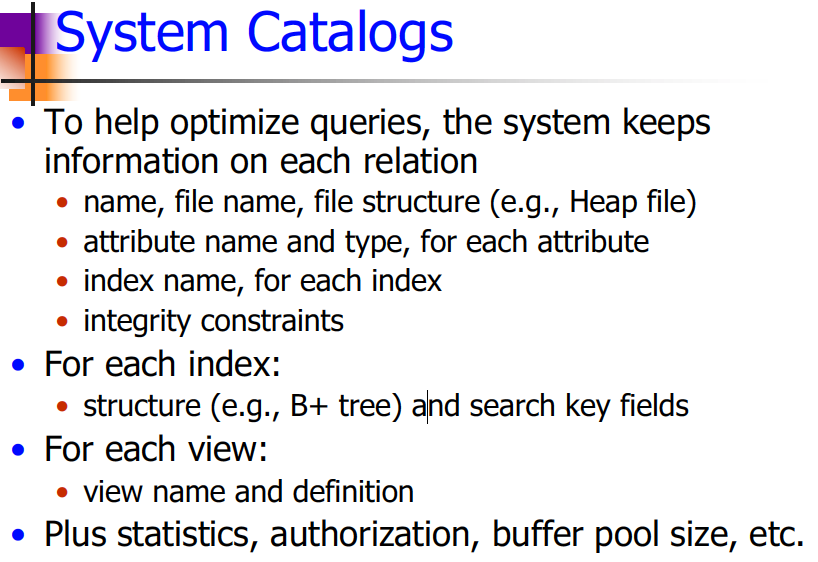 System Catalogs
• To help optimize queries, the system keeps
information on each relation
• name, file name, file structure (e.g., Heap file)
• attribute name and type, for each attribute
• index name, for each index
• integrity constraints
• For each index:
• structure (e.g., B+ tree) and search key fields
• For each view:
• view name and definition
• Plus statistics, authorization, buffer pool size, etc.